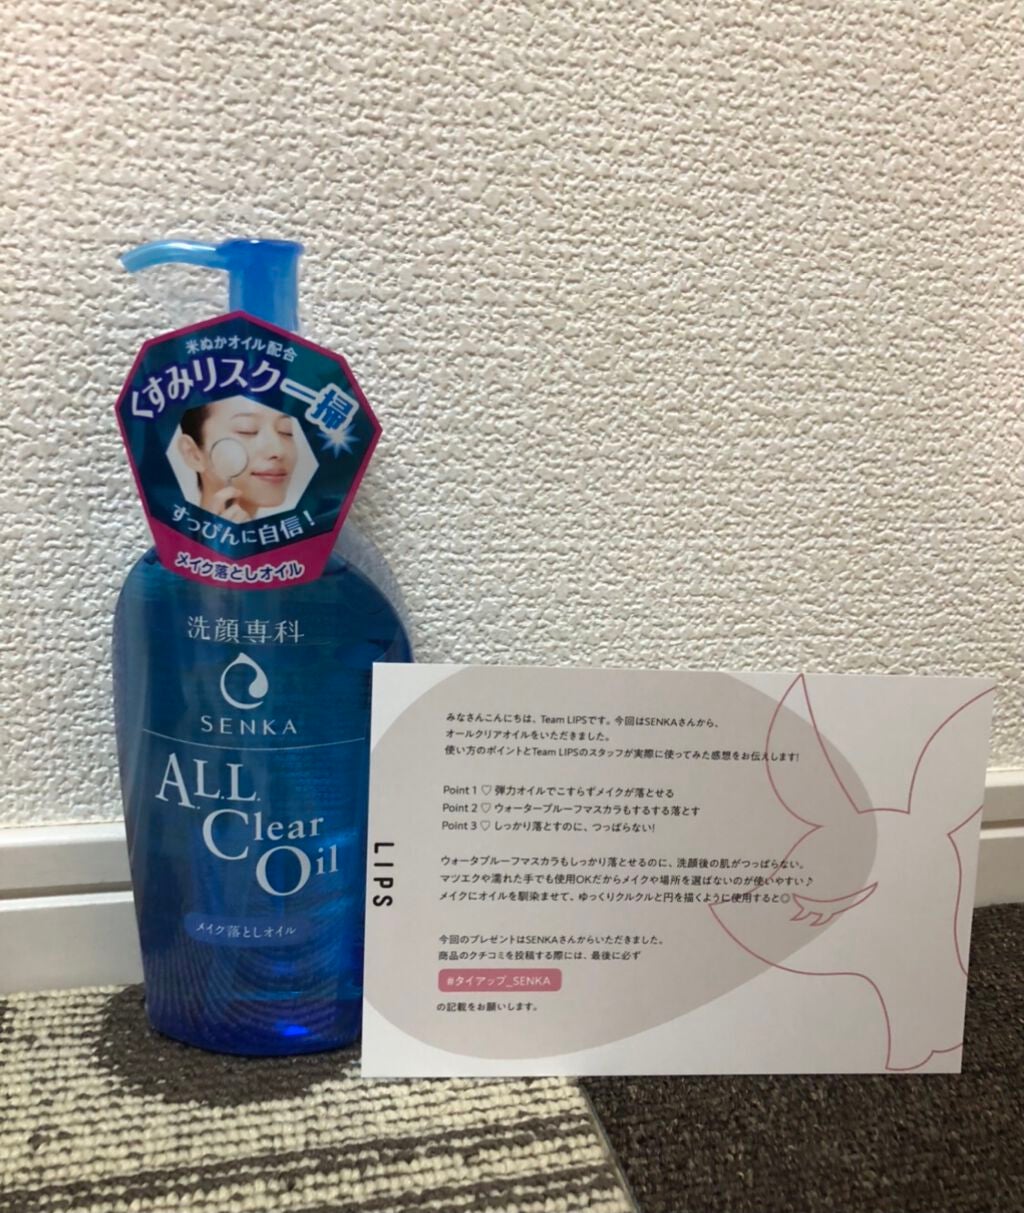 米ぬかオイル配合
くすみリスク一掃
すっぴんに自信!
メイク落としオイル
洗顔専科
SENKA
A.L.L.
Clear
Oil
メイク落としオイル
LIPS
みなさんこんにちは、Team LIPSです。今回はSENKAさんから、
オールクリアオイルをいただきました。
使い方のポイントとTeam LIPSのスタッフが実際に使ってみた感想をお伝えします!
Point 1 ♡ 弾力オイルでこすらずメイクが落とせる
Point 2 ♡ ウォータープルーフマスカラもするする落とす
Point 3 ♡ しっかり落とすのに、つっぱらない!
ウォータプルーフマスカラもしっかり落とせるのに、洗顔後の肌がつっぱらない。
マツエクや濡れた手でも使用OKだからメイクや場所を選ばないのが使いやすい♪
メイクにオイルを馴染ませて、ゆっくりクルクルと円を描くように使用すると◎
今回のプレゼントはSENKAさんからいただきました。
商品のクチコミを投稿する際には、最後に必ず
#タイアップ_SENKA
の記載をお願いします。